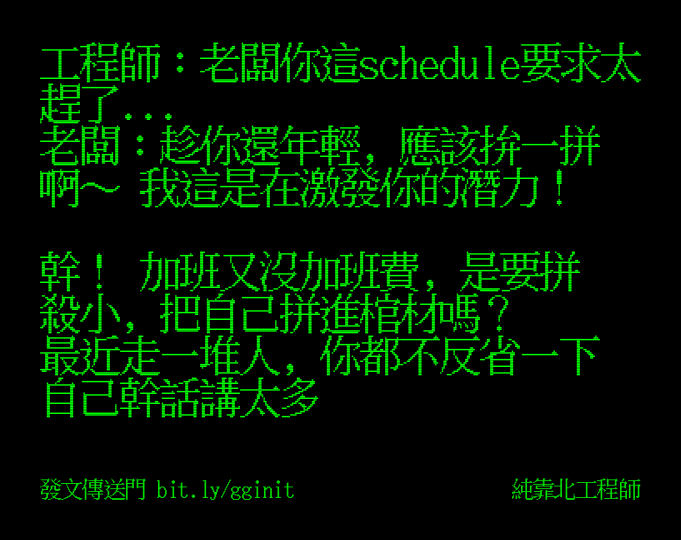 工程師：老闆你這schedule要求太
趕了...
老闆：趁你還年輕，應該拚一拼
啊～ 我這是在激發你的潛力！
幹！ 加班又沒加班費，是要拼
殺小，把自己拼進棺材嗎？
最近走一堆人，你都不反省一下
自己幹話講太多
發文傳送門 bit.ly/gginit
純靠北工程師